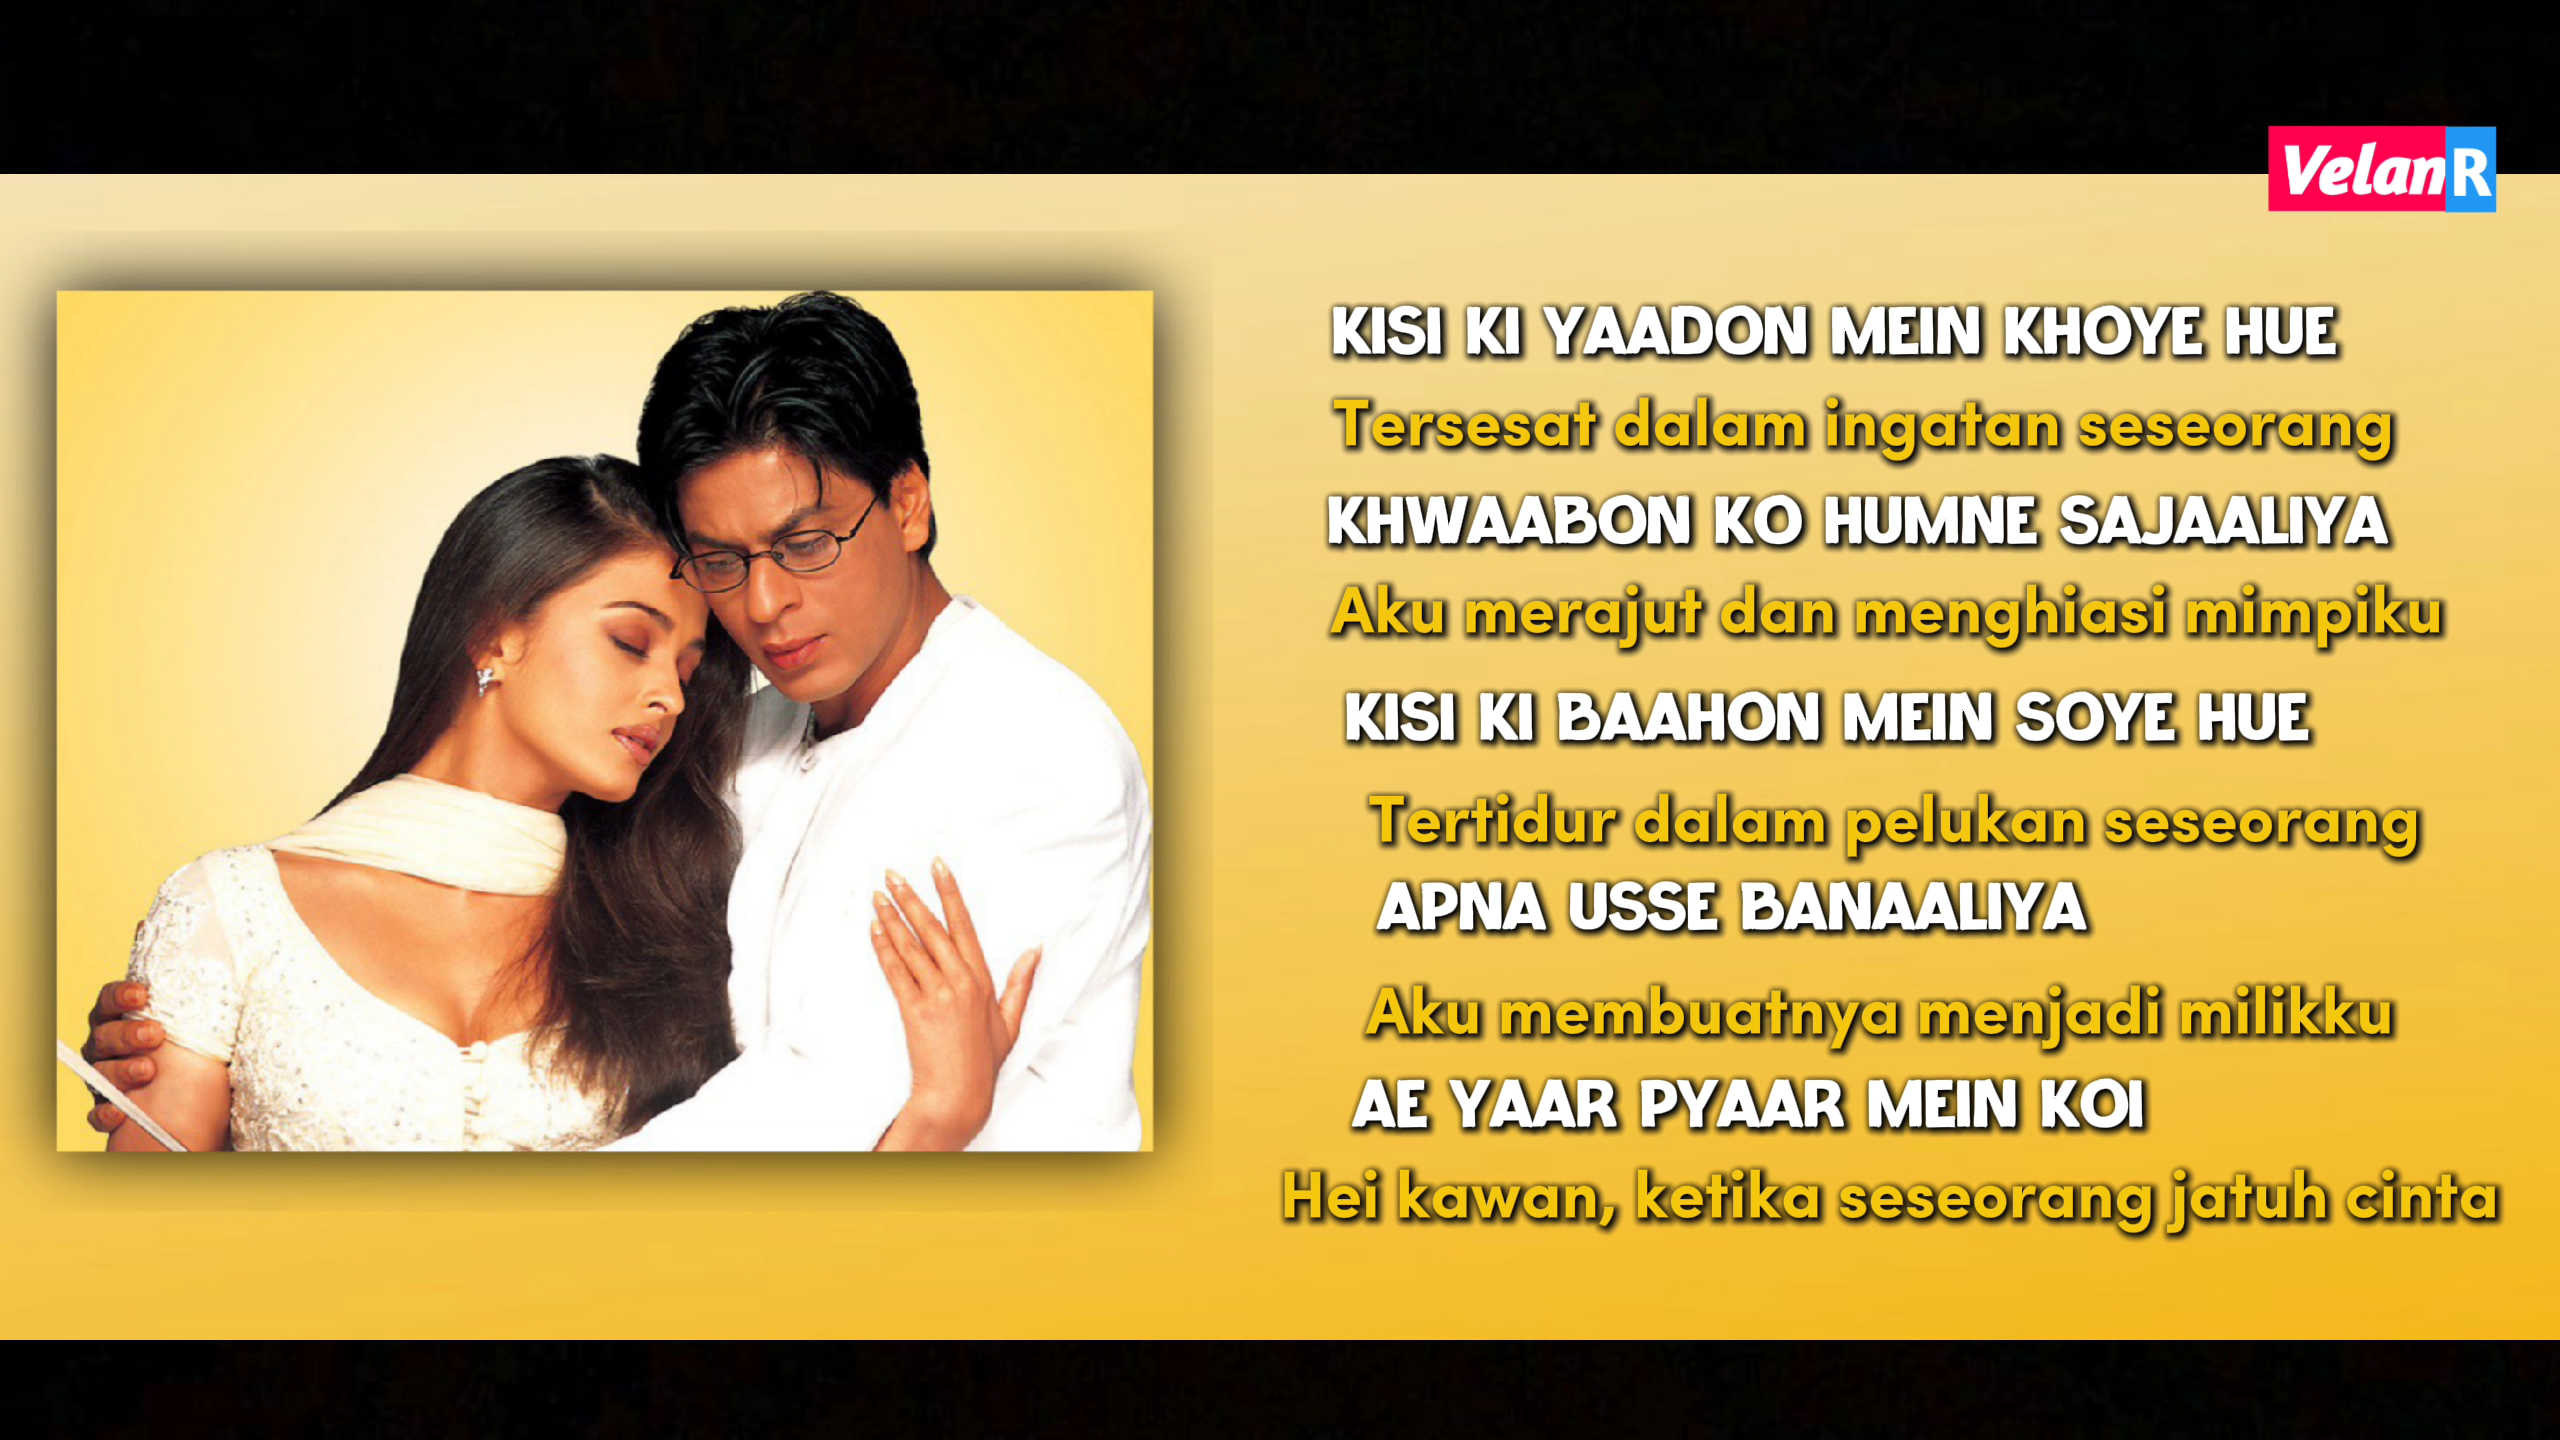 VelanR
KISI KI YAADON MEIN KHOYE HUE
Tersesat dalam ingatan seseorang
KHWAABON KO HUMNE SAJAALIYA
Aku merajut dan menghiasi mimpiku
KISI KI BAAHON MEIN SOYE HUE
Tertidur dalam pelukan seseorang
APNA USSE BANAALIYA
Aku membuatnya menjadi milikku
AE YAAR PYAAR MEIN KOI
Hei kawan, ketika seseorang jatuh cinta